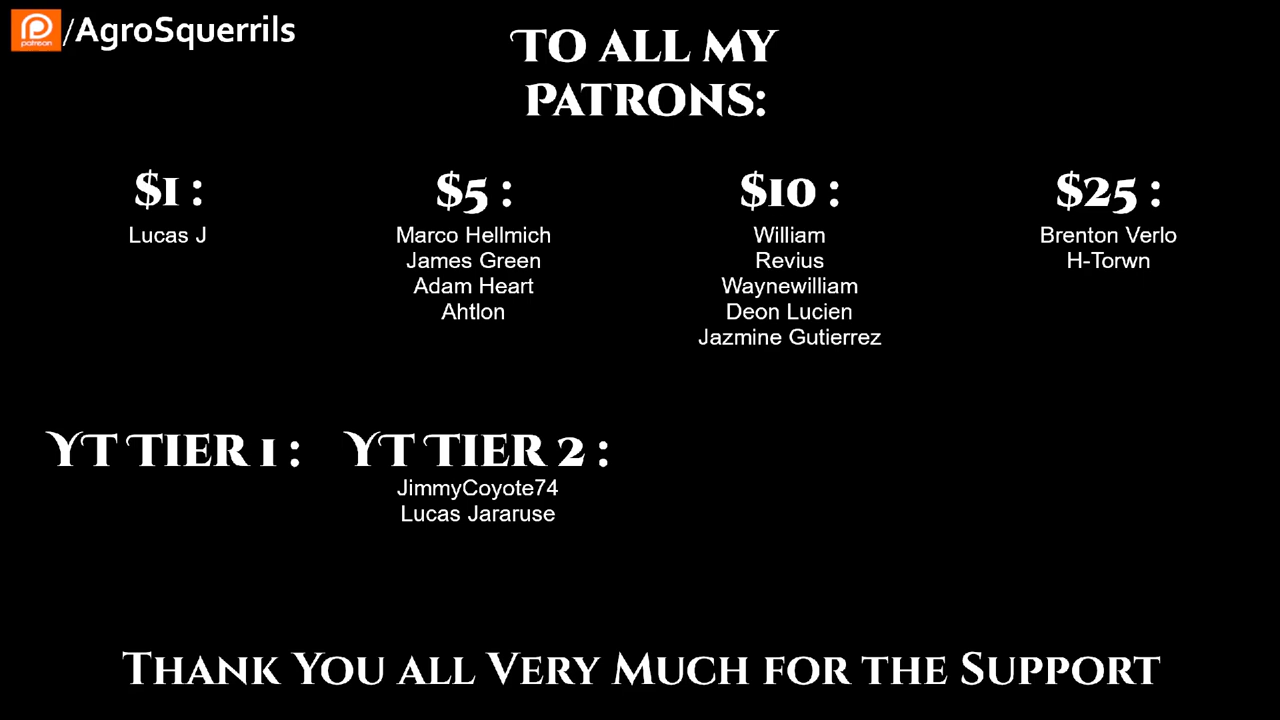 patreon
/AgroSquerrils
To all my
Patrons:
$1 :
Lucas J
$5 :
Marco Hellmich
James Green
Adam Heart
Ahtlon
$10 :
William
Revius
Waynewilliam
Deon Lucien
Jazmine Gutierrez
$25 :
Brenton Verlo
H-Torwn
YT Tier 1 :
YT Tier 2 :
JimmyCoyote74
Lucas Jararuse
Thank You all Very Much for the Support